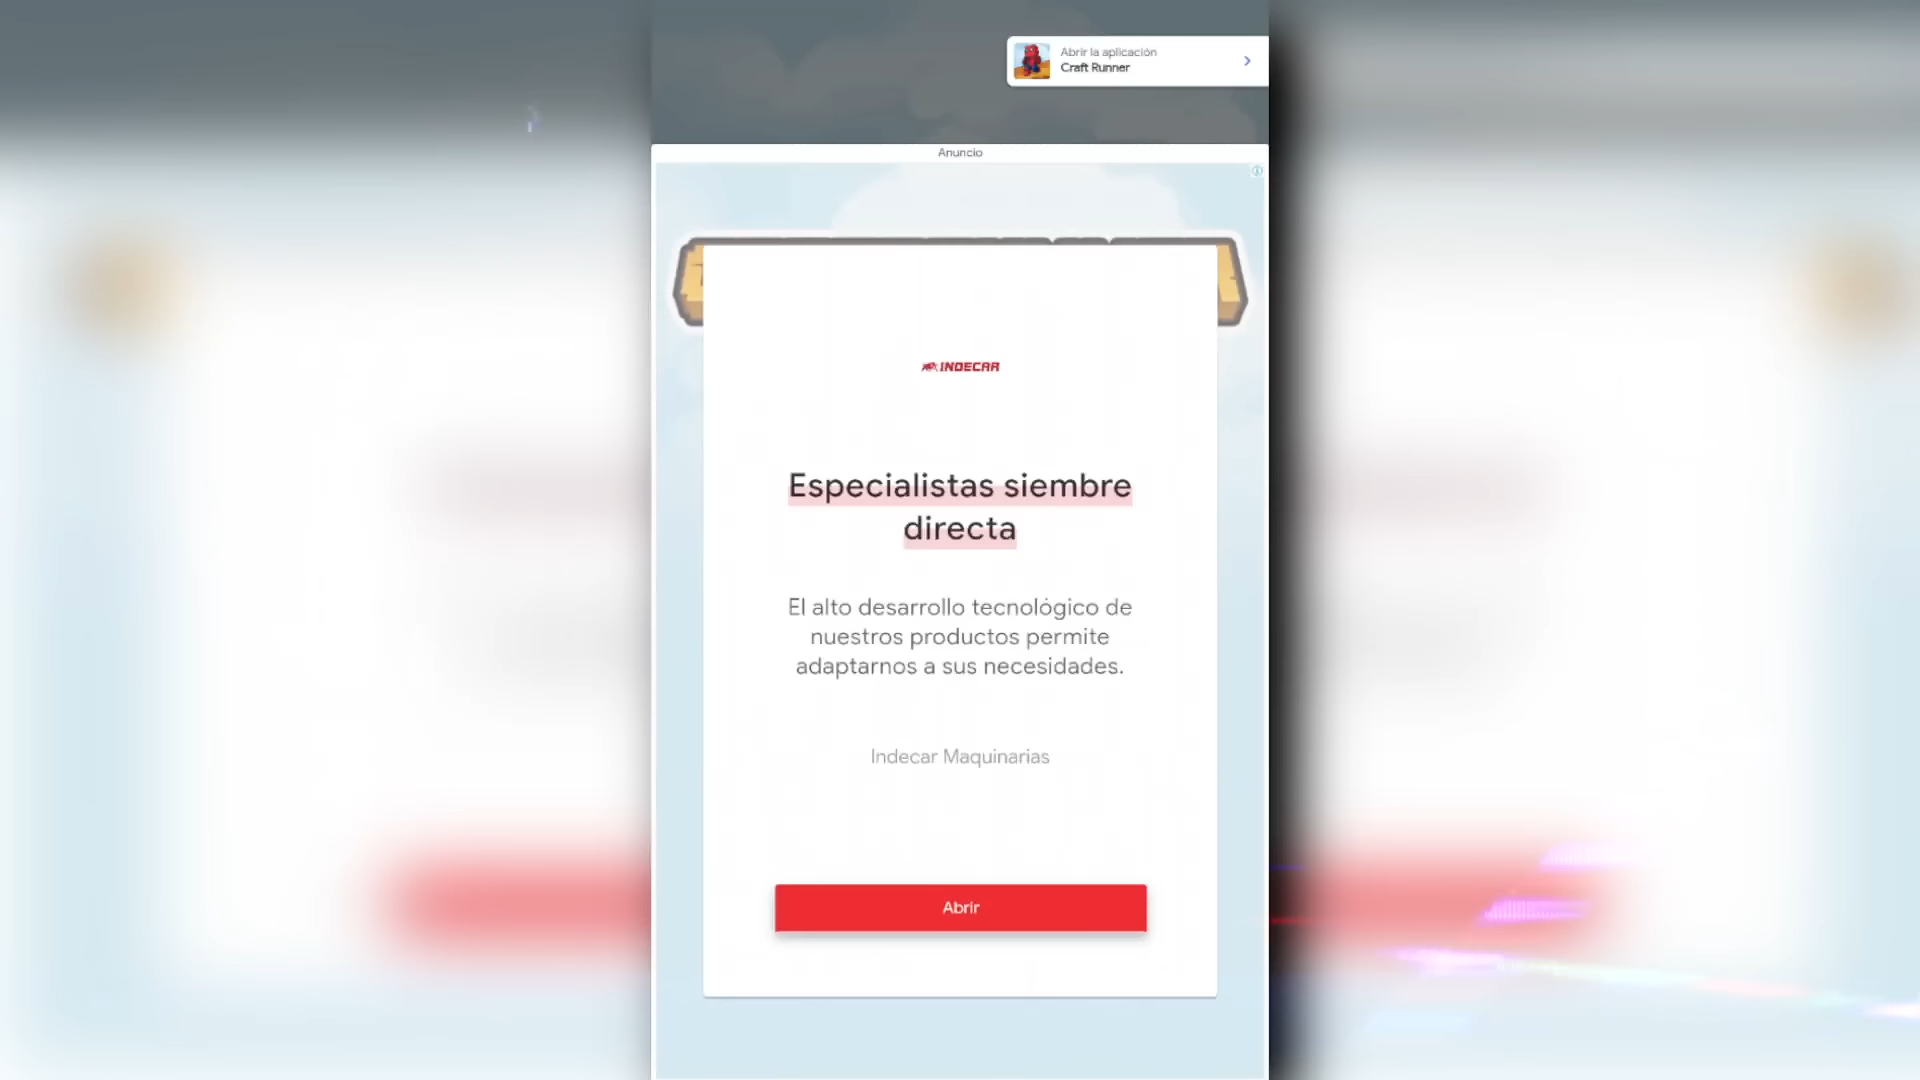 Abrir la aplicación
Craft Runner
Anuncio
INDECAR
Especialistas siembre
directa
El alto desarrollo tecnológico de
nuestros productos permite
adaptarnos a sus necesidades.
Indecar Maquinarias
Abrir